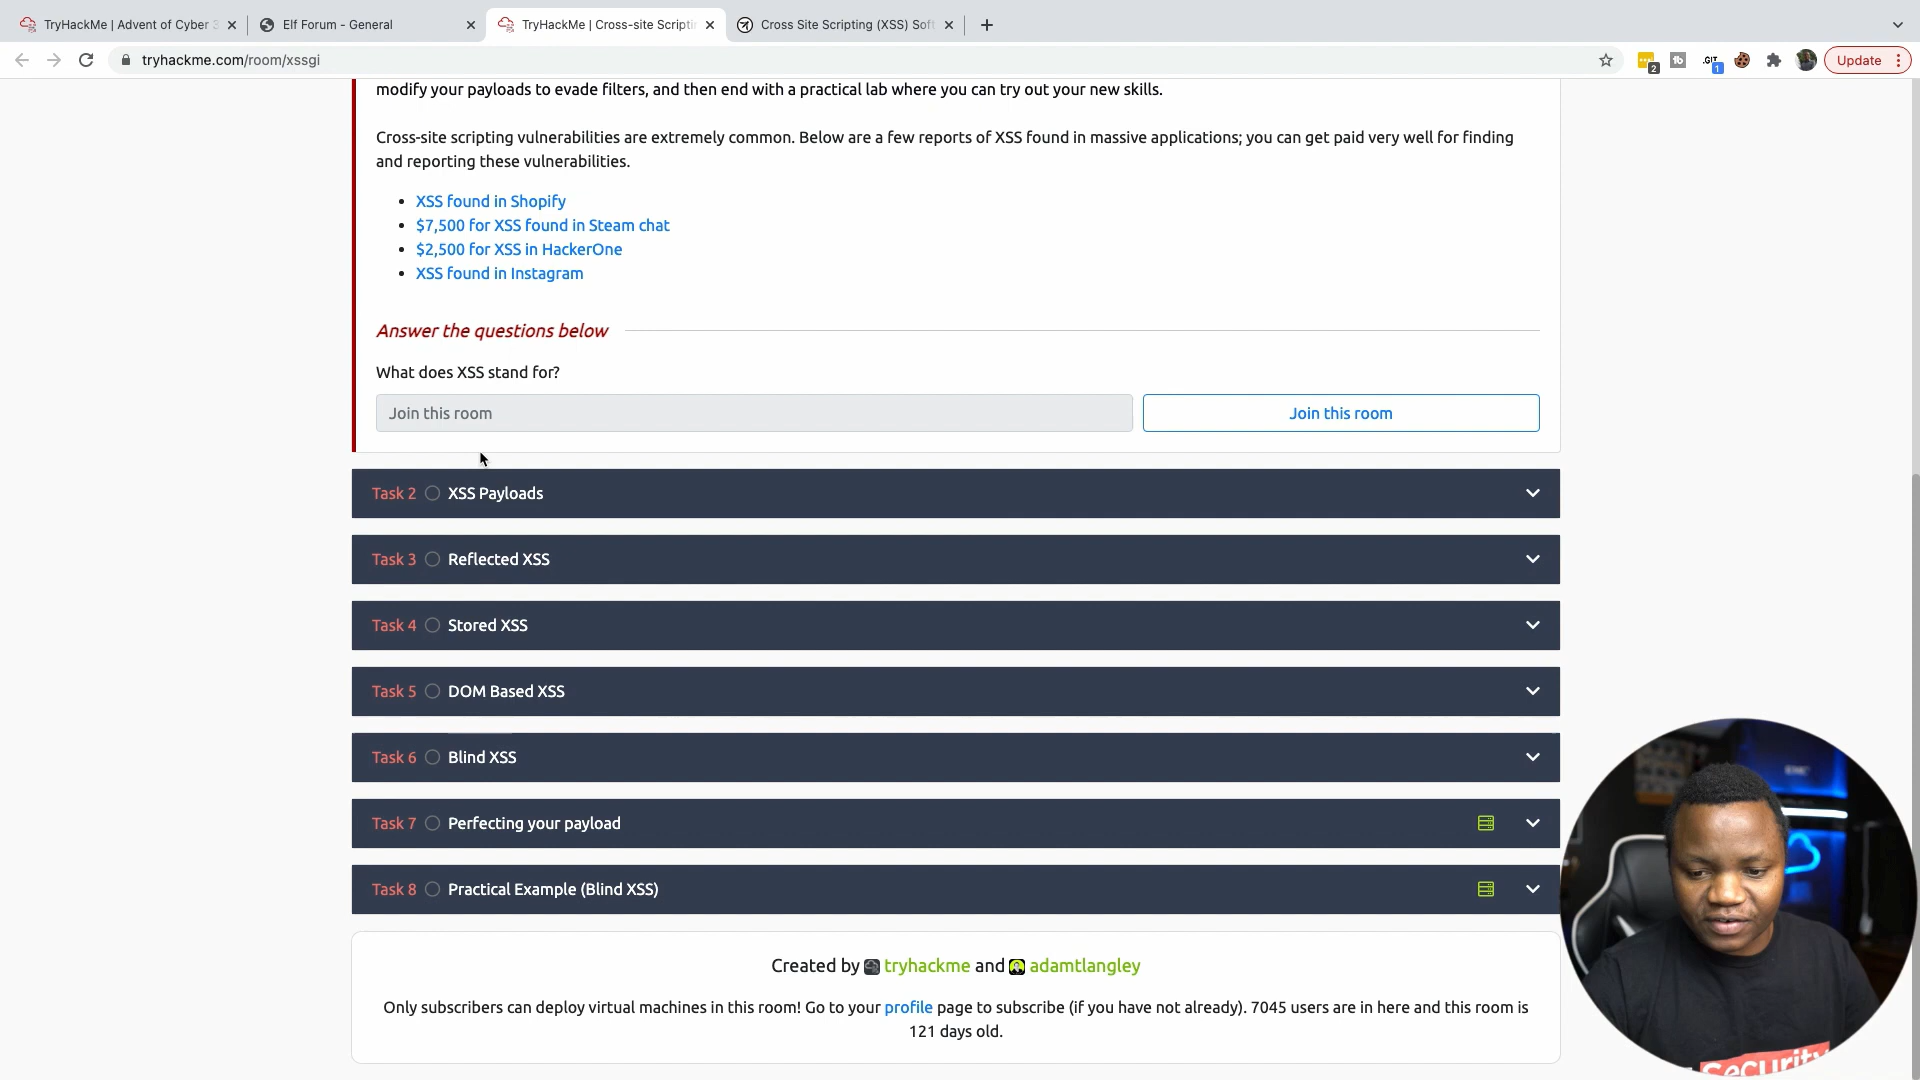 TryHackMe | Advent of Cyber 3
Elf Forum - General
TryHackMe | Cross-site Scripti
Cross Site Scripting (XSS) Soft
tryhackme.com/room/xssgi
2
1
Update
modify your payloads to evade filters, and then end with a practical lab where you can try out your new skills.
Cross-site scripting vulnerabilities are extremely common. Below are a few reports of XSS found in massive applications; you can get paid very well for finding
and reporting these vulnerabilities.
XSS found in Shopify
$7,500 for XSS found in Steam chat
$2,500 for XSS in HackerOne
XSS found in Instagram
Answer the questions below
What does XSS stand for?
Join this room
Join this room
Task 2 XSS Payloads
Task 3 Reflected XSS
Task 4 Stored XSS
Task 5 DOM Based XSS
Task 6 Blind XSS
Task 7 Perfecting your payload
Task 8 Practical Example (Blind XSS)
Created by tryhackme and adamtlangley
Only subscribers can deploy virtual machines in this room! Go to your profile page to subscribe (if you have not already). 7045 users are in here and this room is
121 days old.
Security